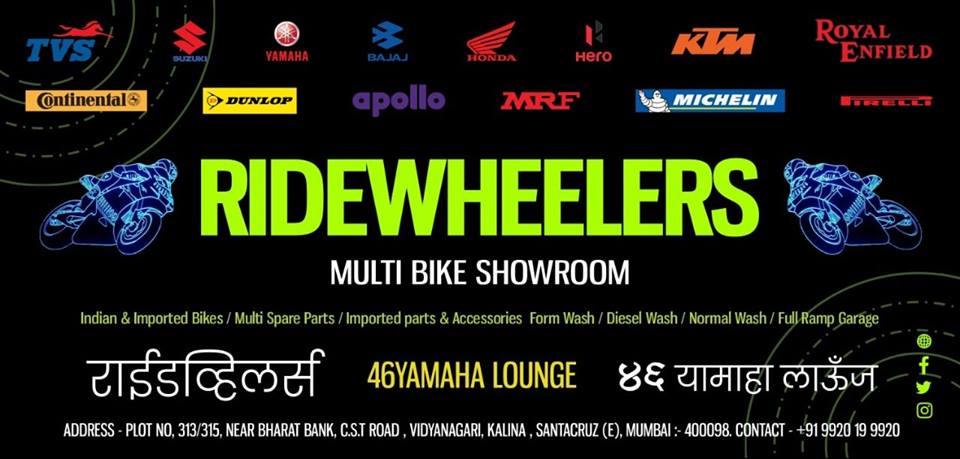 TVS SUZUKI YAMAHA BAJAJ HONDA Hero KTM ROYAL ENFIELD
Continental DUNLOP apollo MRF MICHELIN PIRELLI
RIDEWHEELERS
MULTI BIKE SHOWROOM
Indian & Imported Bikes / Multi Spare Parts / Imported parts & Accessories Form Wash / Diesel Wash / Normal Wash / Full Ramp Garage
राईडव्हिलर्स 46YAMAHA LOUNGE ४६ यामाहा लाऊँज
ADDRESS - PLOT NO, 313/315, NEAR BHARAT BANK, C.S.T ROAD , VIDYANAGARI, KALINA , SANTACRUZ (E), MUMBAI :- 400098. CONTACT - +91 9920 19 9920